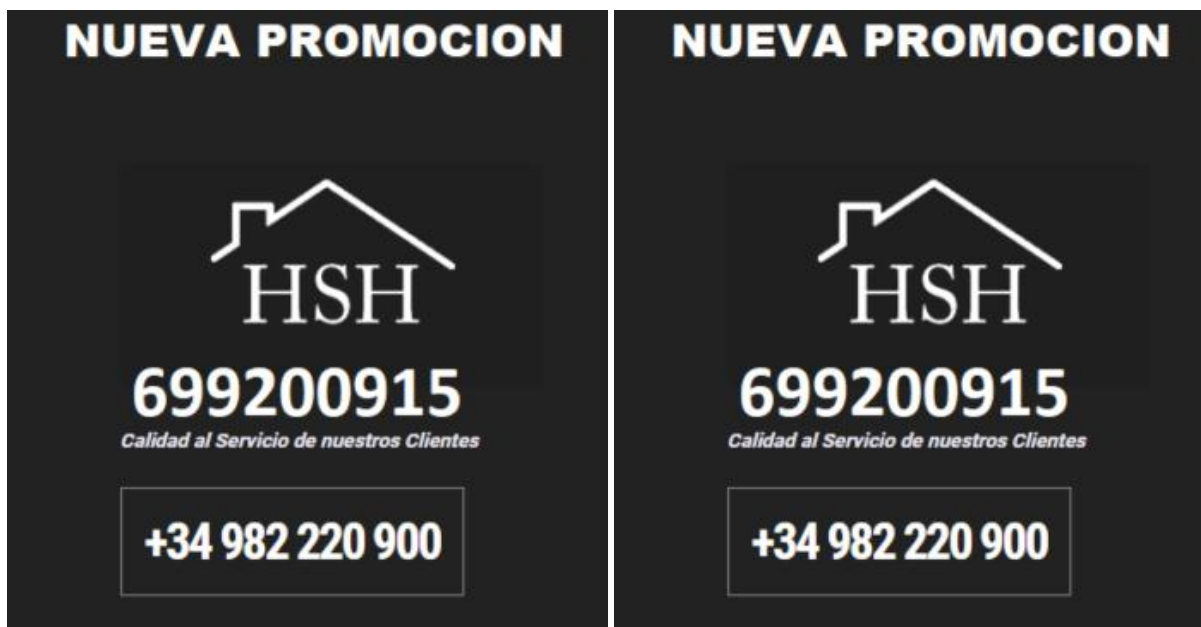 NUEVA PROMOCION
HSH
699200915
Calidad al Servicio de nuestros Clientes
+34 982 220 900
NUEVA PROMOCION
HSH
699200915
Calidad al Servicio de nuestros Clientes
+34 982 220 900